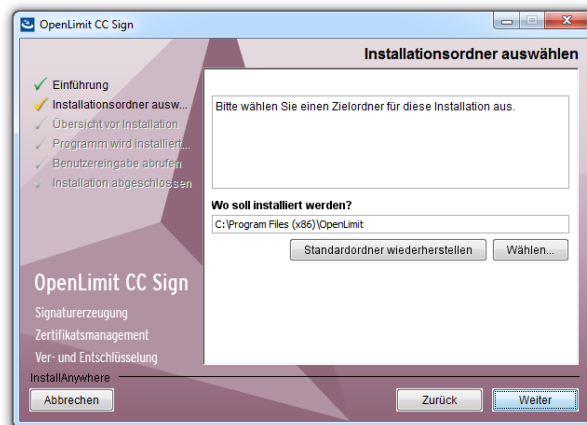 OpenLimit CC Sign
Installationsordner auswählen
Einführung
Installationsordner ausw...
Übersicht vor Installation
Programm wird installiert...
Benutzereingabe abrufen
Installation abgeschlossen
Bitte wählen Sie einen Zielordner für diese Installation aus.
Wo soll installiert werden?
C:\Program Files (x86)\OpenLimit
Standardordner wiederherstellen Wählen...
OpenLimit CC Sign
Signaturerzeugung
Zertifikatsmanagement
Ver- und Entschlüsselung
InstallAnywhere
Abbrechen Zurück Weiter